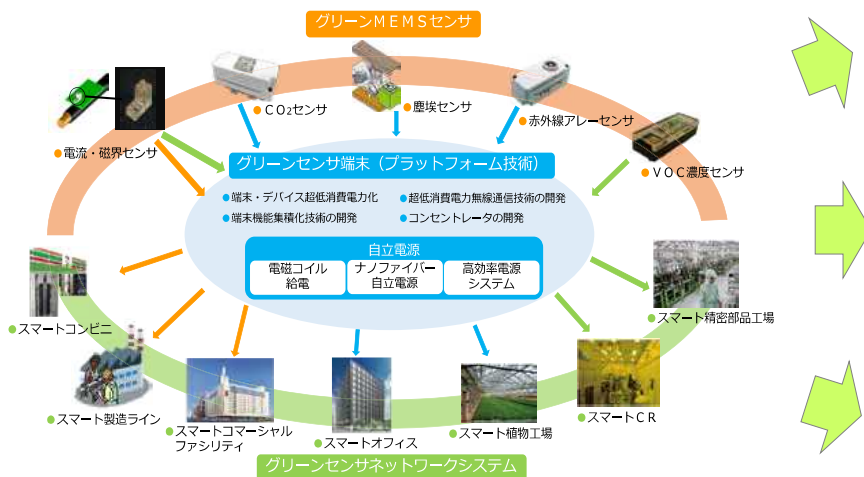 グリーンＭＥＭＳセンサ
●ＣＯ₂センサ
●塵埃センサ
●赤外線アレーセンサ
●電流・磁界センサ
●ＶＯＣ濃度センサ
グリーンセンサ端末（プラットフォーム技術）
●端末・デバイス超低消費電力化
●超低消費電力無線通信技術の開発
●端末機能集積化技術の開発
●コンセントレータの開発
自立電源
電磁コイル
給電
ナノファイバー
自立電源
高効率電源
システム
●スマートコンビニ
●スマート精密部品工場
●スマート製造ライン
●スマートコマーシャル
ファシリティ
●スマートオフィス
●スマート植物工場
●スマートＣＲ
グリーンセンサネットワークシステム